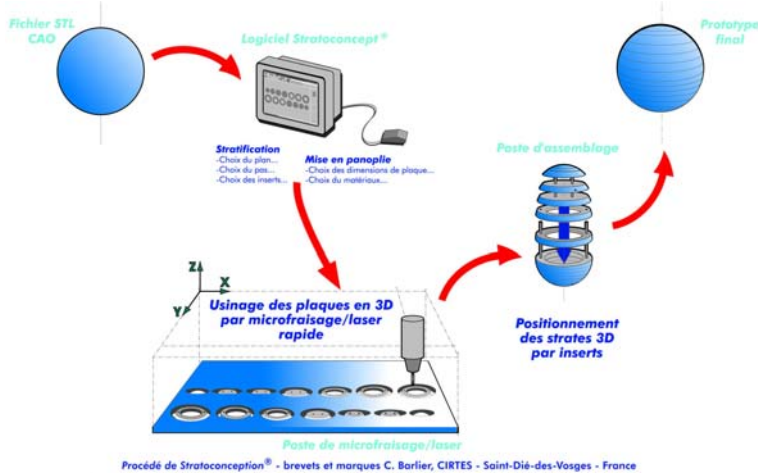 Fichier STL
CAO
Logiciel Stratoconcept®
Prototype
final
Stratification
-Choix du plan...
-Choix du pas...
-Choix des inserts...
Mise en panoplie
-Choix des dimensions de plaque...
-Choix du matériaux...
Poste d'assemblage
Z
X
Y
Usinage des plaques en 3D
par microfraisage/laser
rapide
Positionnement
des strates 3D
par inserts
Poste de microfraisage/laser
Procédé de Stratoconception® - brevets et marques C. Barlier, CIRTES - Saint-Dié-des-Vosges - France